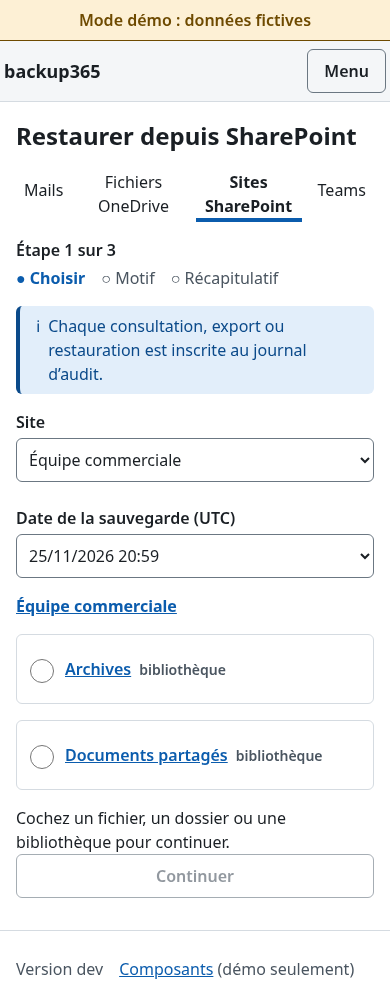 Mode démo : données fictives
backup365
Menu
Restaurer depuis SharePoint
Mails
Fichiers
OneDrive
Sites
SharePoint
Teams
Étape 1 sur 3
● Choisir ○ Motif ○ Récapitulatif
i Chaque consultation, export ou
restauration est inscrite au journal
d’audit.
Site
Équipe commerciale
Date de la sauvegarde (UTC)
25/11/2026 20:59
Équipe commerciale
Archives bibliothèque
Documents partagés bibliothèque
Cochez un fichier, un dossier ou une
bibliothèque pour continuer.
Continuer
Version dev Composants (démo seulement)